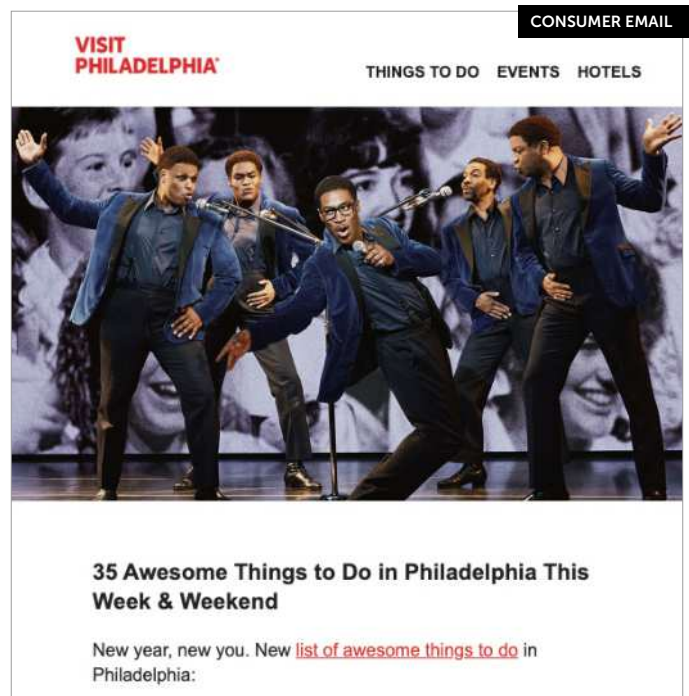 CONSUMER EMAIL
VISIT
PHILADELPHIA®
THINGS TO DO EVENTS HOTELS
35 Awesome Things to Do in Philadelphia This
Week & Weekend
New year, new you. New list of awesome things to do in
Philadelphia: